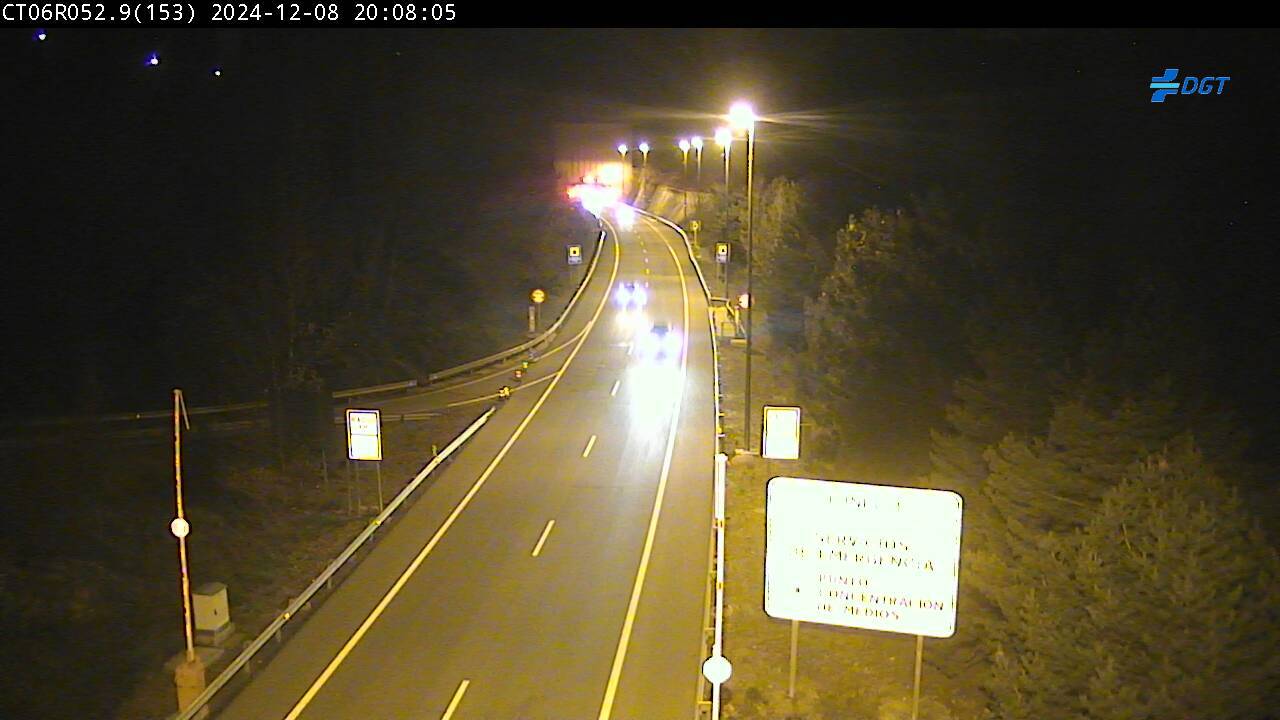 CT06R052.9(153) 2024-12-08 20:08:05
DGT
SERVICIOS
DE EMERGENCIA
PUNTO
CONCENTRACION
DE MEDIOS